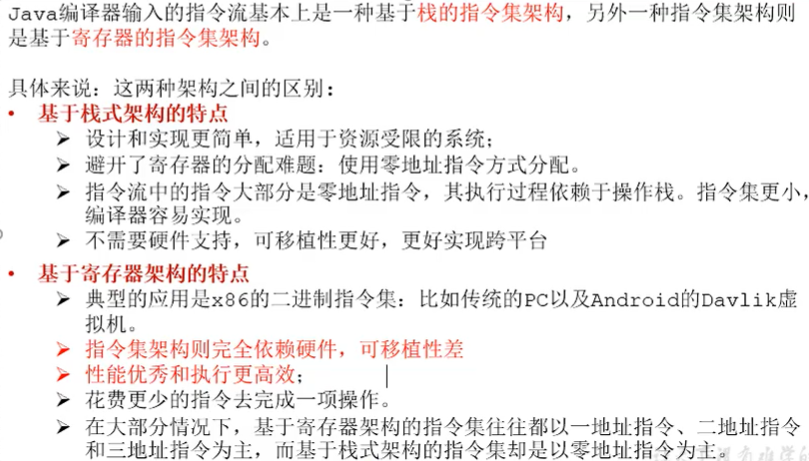 Java编译器输入的指令流基本上是一种基于栈的指令集架构，另外一种指令集架构则
是基于寄存器的指令集架构。
具体来说：这两种架构之间的区别：
• 基于栈式架构的特点
➢ 设计和实现更简单，适用于资源受限的系统；
➢ 避开了寄存器的分配难题：使用零地址指令方式分配。
➢ 指令流中的指令大部分是零地址指令，其执行过程依赖于操作栈。指令集更小，
编译器容易实现。
➢ 不需要硬件支持，可移植性更好，更好实现跨平台
• 基于寄存器架构的特点
➢ 典型的应用是x86的二进制指令集：比如传统的PC以及Android的Davlik虚
拟机。
➢ 指令集架构则完全依赖硬件，可移植性差
➢ 性能优秀和执行更高效；
➢ 花费更少的指令去完成一项操作。
➢ 在大部分情况下，基于寄存器架构的指令集往往都以一地址指令、二地址指令
和三地址指令为主，而基于栈式架构的指令集却是以零地址指令为主。